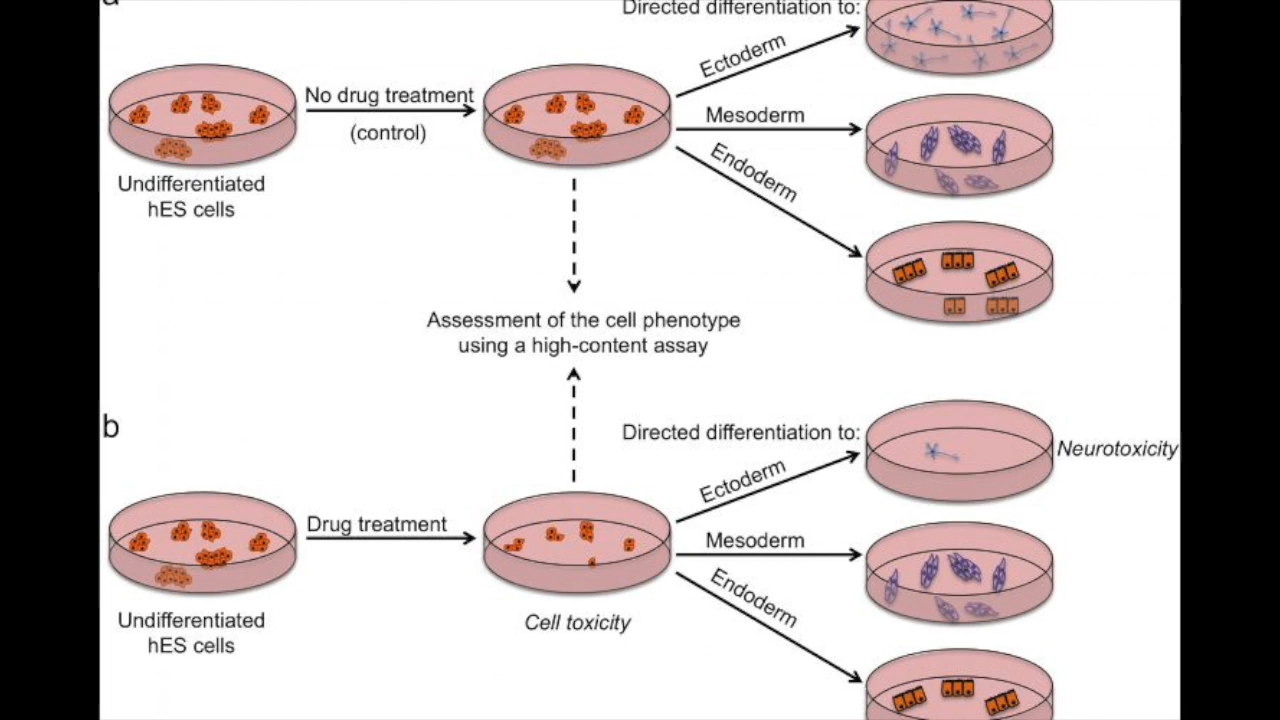 a
Directed differentiation to:
Ectoderm
No drug treatment
(control)
Mesoderm
Endoderm
Undifferentiated
hES cells
Assessment of the cell phenotype
using a high-content assay
b
Directed differentiation to:
Neurotoxicity
Ectoderm
Drug treatment
Mesoderm
Endoderm
Undifferentiated
hES cells
Cell toxicity